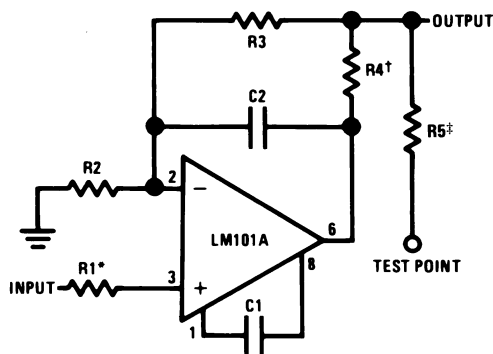 R3
OUTPUT
R4†
C2
R5‡
R2
2
−
LM101A
6
8
TEST POINT
INPUT
R1*
3
+
1
C1